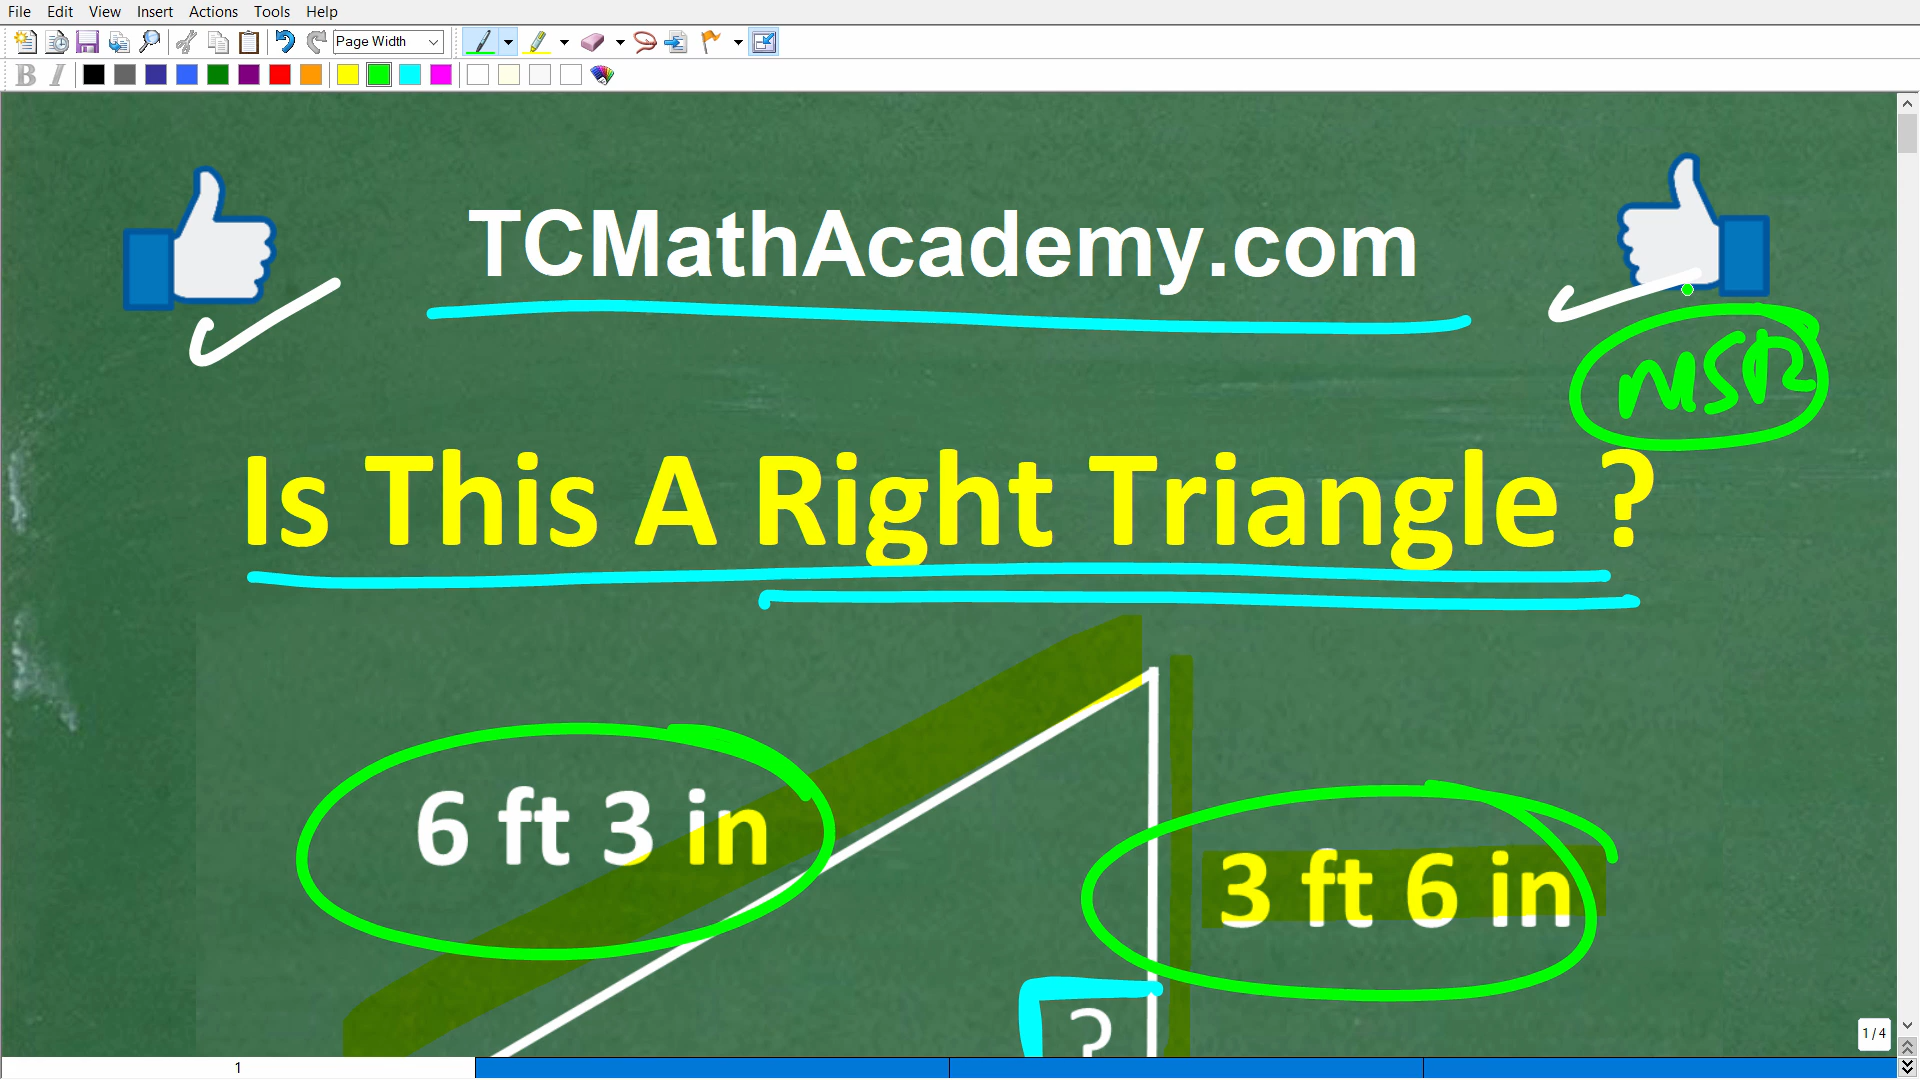 File Edit View Insert Actions Tools Help
Page Width
B I
TCMathAcademy.com
MSR
Is This A Right Triangle ?
6 ft 3 in
3 ft 6 in
?
1 / 4
1